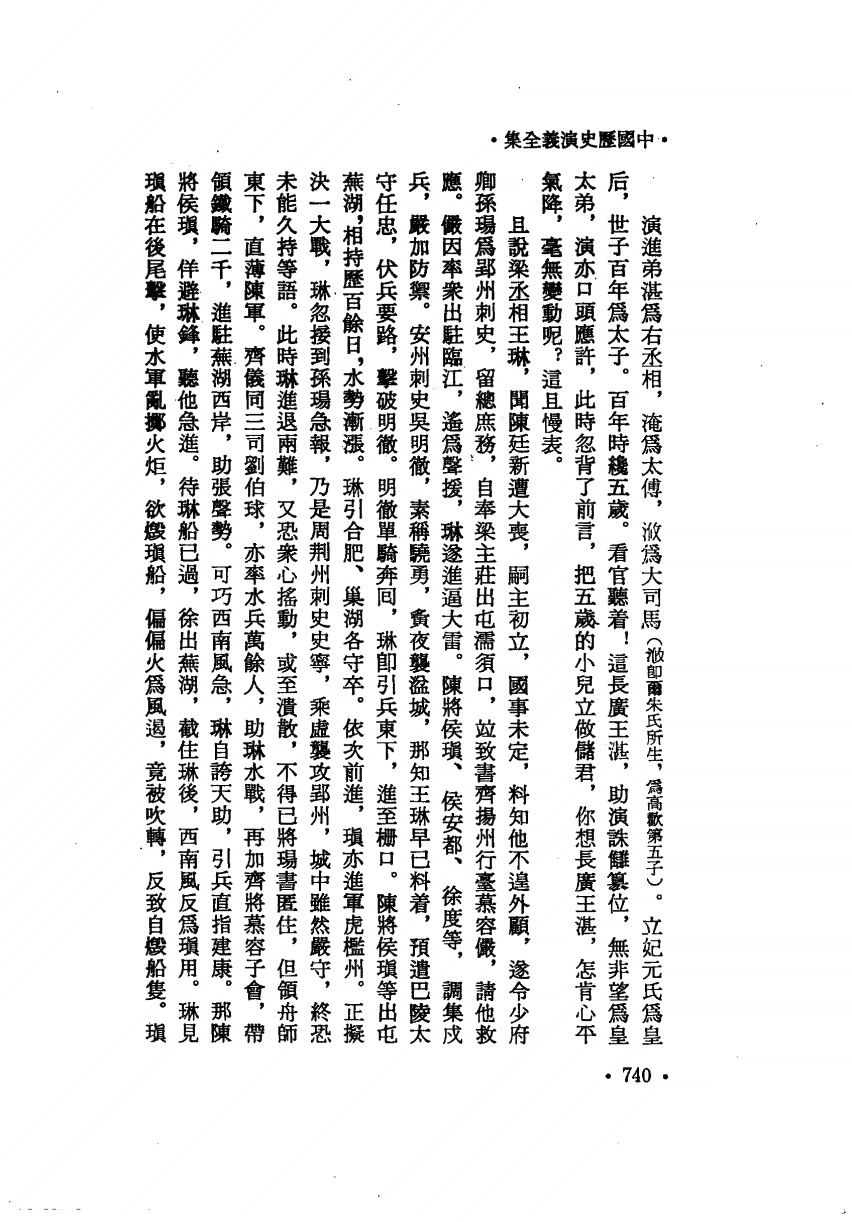 •中國歷史演義全集•
演進弟湛爲右丞相，淹爲太傅，浟爲大司馬（浟卽爾朱氏所生，爲高歡第五子）。立妃元氏爲皇
后，世子百年爲太子。百年時纔五歲。看官聽着！這長廣王湛，助演誅讎篡位，無非望爲皇
太弟，演亦口頭應許，此時忽背了前言，把五歲的小兒立做儲君，你想長廣王湛，怎肯心平
氣降，毫無變動呢？這且慢表。
且說梁丞相王琳，聞陳廷新遭大喪，嗣主初立，國事未定，料知他不遑外顧，遂令少府
卿孫瑒爲郢州刺史，留總庶務，自奉梁主莊出屯濡須口，竝致書齊揚州行臺慕容儼，請他救
應。儼因率衆出駐臨江，遙爲聲援，琳遂進逼大雷。陳將侯瑱、侯安都、徐度等，調集戍
兵，嚴加防禦。安州刺史吳明徹，素稱驍勇，夤夜襲湓城，那知王琳早已料着，預遣巴陵太
守任忠，伏兵要路，擊破明徹。明徹單騎奔回，琳卽引兵東下，進至柵口。陳將侯瑱等出屯
蕪湖，相持歷百餘日，水勢漸漲。琳引合肥、巢湖各守卒。依次前進，瑱亦進軍虎檻州。正擬
決一大戰，琳忽接到孫瑒急報，乃是周荆州刺史史寧，乘虛襲攻郢州，城中雖然嚴守，終恐
未能久持等語。此時琳進退兩難，又恐衆心搖動，或至潰散，不得已將瑒書匿住，但領舟師
東下，直薄陳軍。齊儀同三司劉伯球，亦率水兵萬餘人，助琳水戰，再加齊將慕容子會，帶
領鐵騎二千，進駐蕪湖西岸，助張聲勢。可巧西南風急，琳自誇天助，引兵直指建康。那陳
將侯瑱，佯避琳鋒，聽他急進。待琳船已過，徐出蕪湖，截住琳後，西南風反爲瑱用。琳見
瑱船在後尾擊，使水軍亂擲火炬，欲燬瑱船，偏偏火爲風遏，竟被吹轉，反致自燬船隻。瑱
•740•